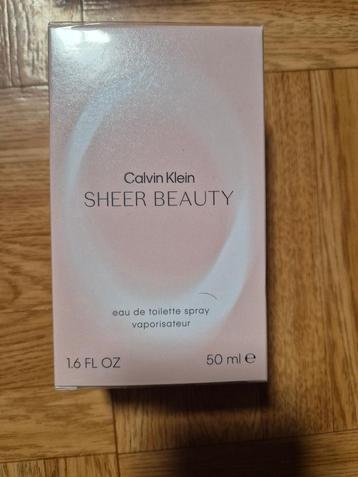 Calvin Klein
SHEER BEAUTY
eau de toilette spray
vaporisateur
1.6 FL OZ 50 ml ℮